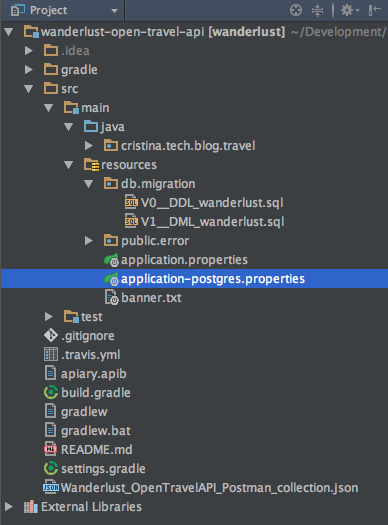 Project
wanderlust-open-travel-api [wanderlust] ~/Development/
.idea
gradle
src
main
java
cristina.tech.blog.travel
resources
db.migration
V0__DDL_wanderlust.sql
V1__DML_wanderlust.sql
public.error
application.properties
application-postgres.properties
banner.txt
test
.gitignore
.travis.yml
apiary.apib
build.gradle
gradlew
gradlew.bat
README.md
settings.gradle
Wanderlust_OpenTravelAPI_Postman_collection.json
External Libraries